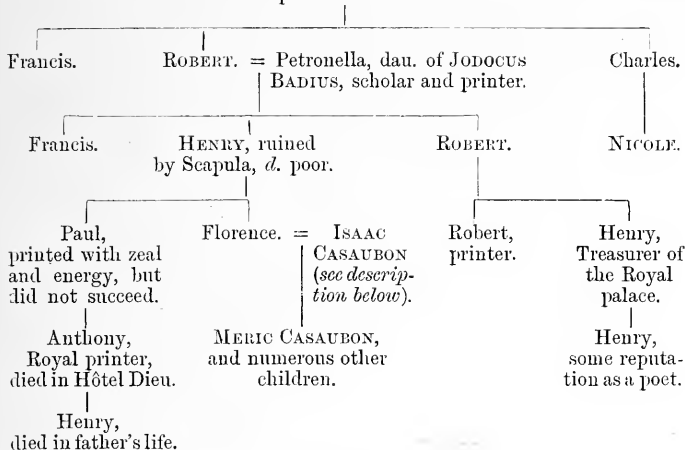 Francis. ROBERT. = Petronella, dau. of JODOCUS Charles.
BADIUS, scholar and printer.
Francis. HENRY, ruined ROBERT. NICOLE.
by Scapula, d. poor.
Paul, Florence. = ISAAC Robert, Henry,
printed with zeal CASAUBON printer. Treasurer of
and energy, but (see descrip- the Royal
did not succeed. tion below). palace.
Anthony, MERIC CASAUBON, Henry,
Royal printer, and numerous other some reputa-
died in Hôtel Dieu. children. tion as a poet.
Henry,
died in father's life.